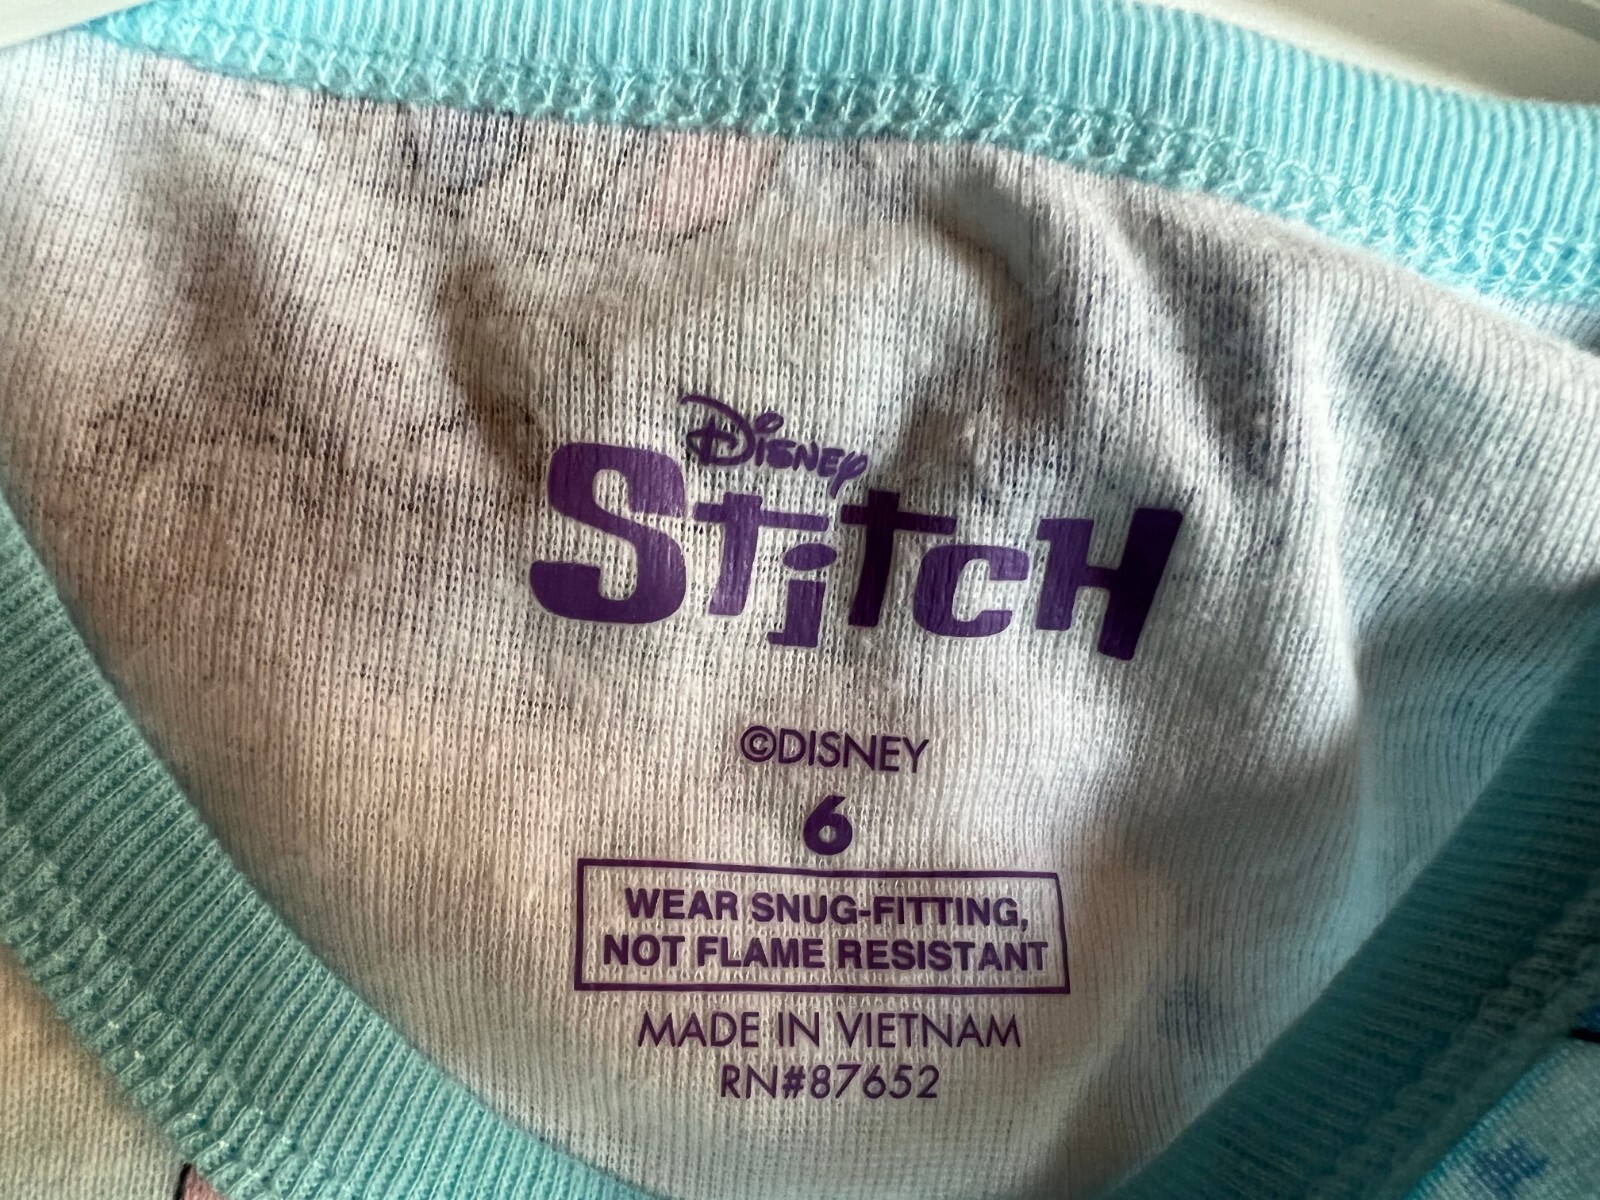 DISNEY
STITCH
©DISNEY
6
WEAR SNUG-FITTING,
NOT FLAME RESISTANT
MADE IN VIETNAM
RN#87652